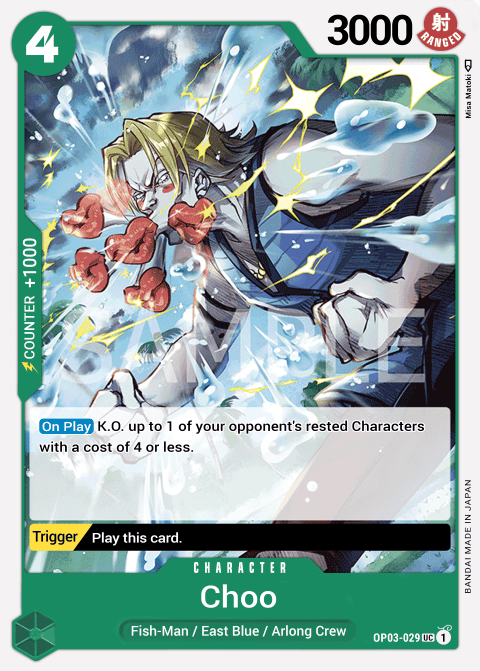 4
3000
射
RANGED
Misa Matoki
COUNTER +1000
SAMPLE
On Play K.O. up to 1 of your opponent's rested Characters
with a cost of 4 or less.
Trigger Play this card.
BANDAI MADE IN JAPAN
CHARACTER
Choo
Fish-Man / East Blue / Arlong Crew
OP03-029 UC 1